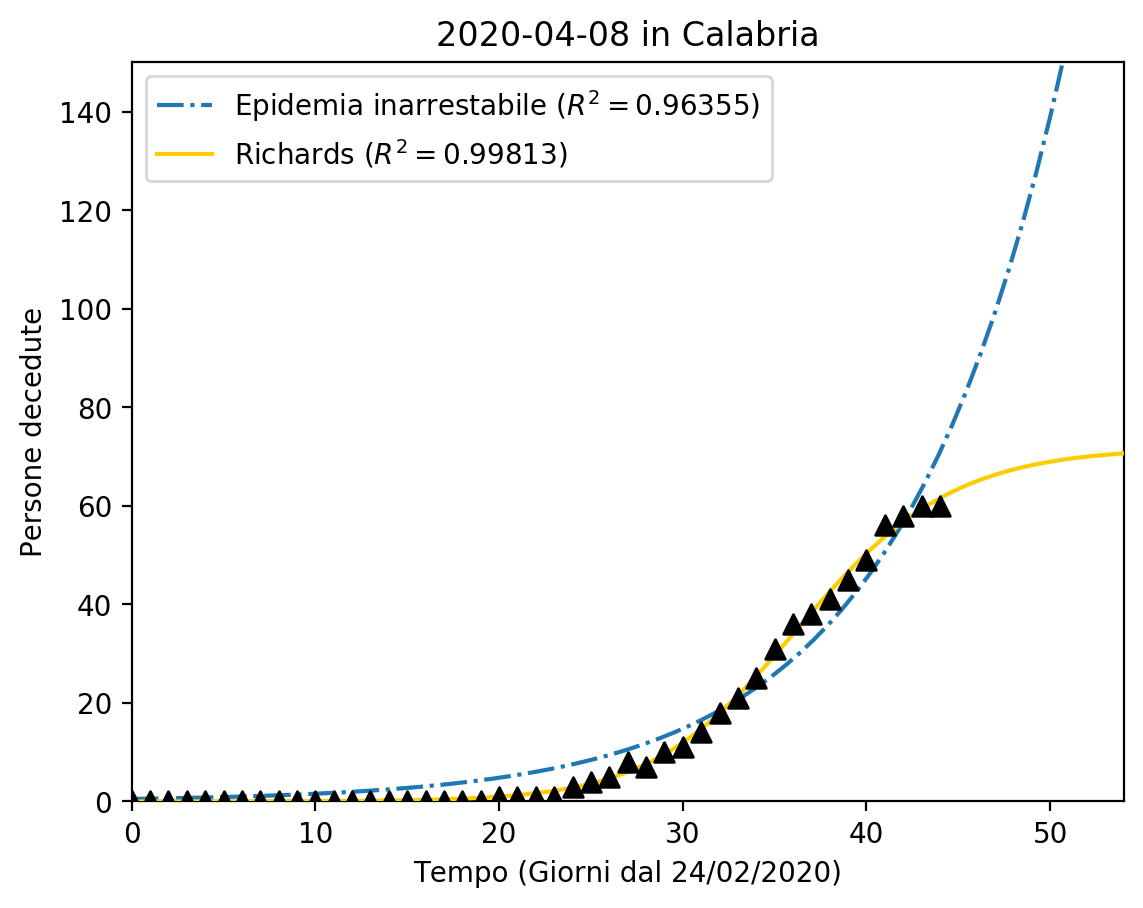 2020-04-08 in Calabria
Epidemia inarrestabile (R² = 0.96355)
Richards (R² = 0.99813)
Persone decedute
140
120
100
80
60
40
20
0
0 10 20 30 40 50
Tempo (Giorni dal 24/02/2020)